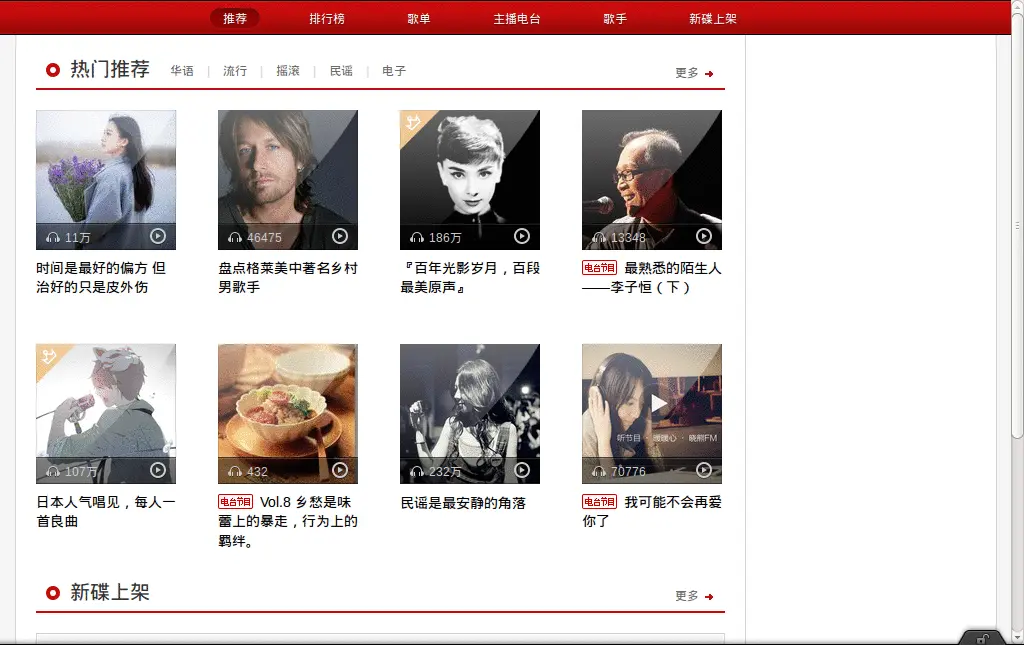 推荐 排行榜 歌单 主播电台 歌手 新碟上架
热门推荐 华语 | 流行 | 摇滚 | 民谣 | 电子 更多
11万 46475 186万 13348
时间是最好的偏方 但治好的只是皮外伤
盘点格莱美中著名乡村男歌手
『百年光影岁月，百段最美原声』
电台节目 最熟悉的陌生人——李子恒（下）
听节目 · 暖暖心 · 晓熊FM
107万 432 232万 70776
日本人气唱见，每人一首良曲
电台节目 Vol.8 乡愁是味蕾上的暴走，行为上的羁绊。
民谣是最安静的角落
电台节目 我可能不会再爱你了
新碟上架 更多